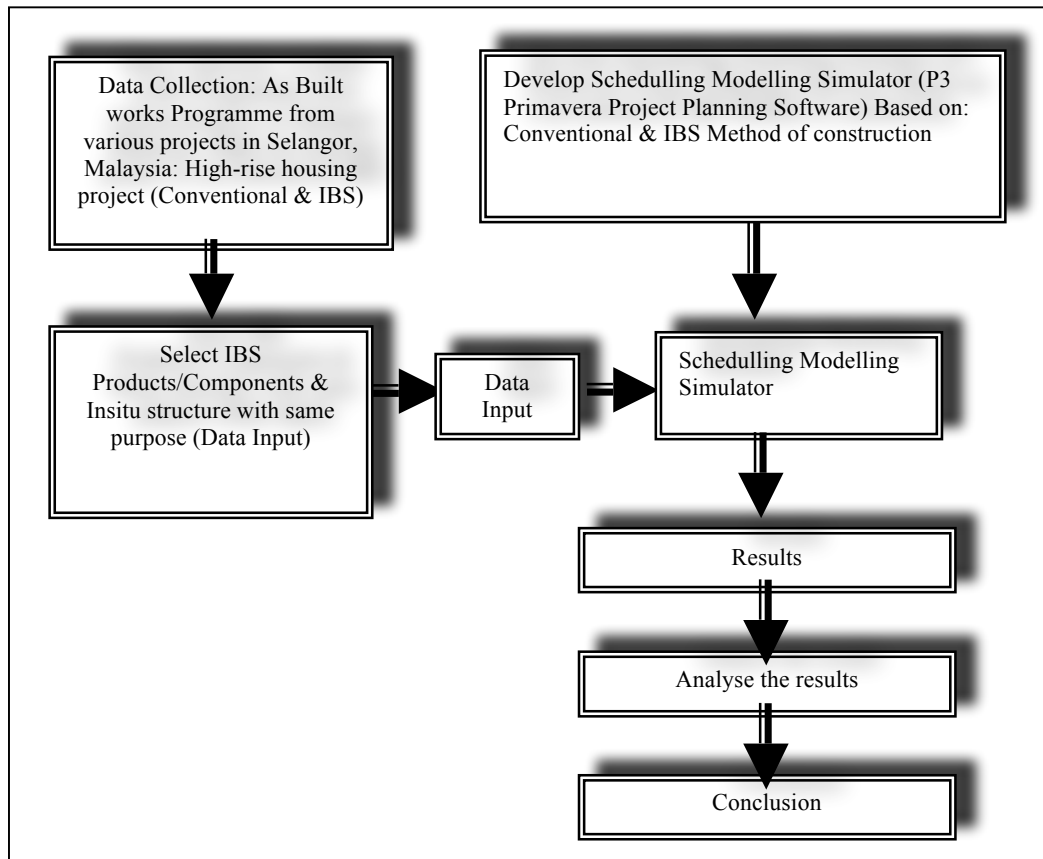 Data Collection: As Built
works Programme from
various projects in Selangor,
Malaysia: High-rise housing
project (Conventional & IBS)
Develop Schedulling Modelling Simulator (P3
Primavera Project Planning Software) Based on:
Conventional & IBS Method of construction
Select IBS
Products/Components &
Insitu structure with same
purpose (Data Input)
Data
Input
Schedulling Modelling
Simulator
Results
Analyse the results
Conclusion